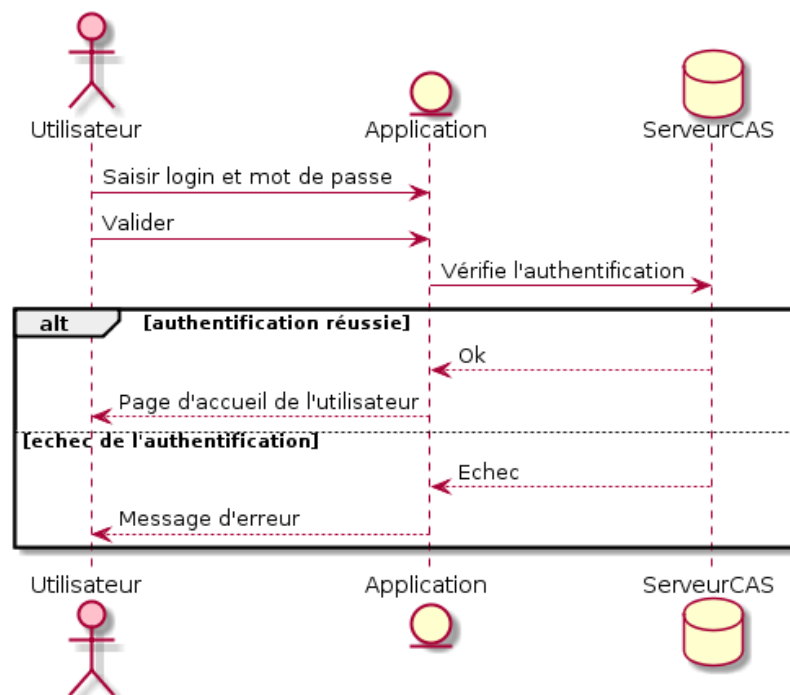 Utilisateur
Application
ServeurCAS
Saisir login et mot de passe
Valider
Vérifie l'authentification
alt
[authentification réussie]
Ok
Page d'accueil de l'utilisateur
[echec de l'authentification]
Echec
Message d'erreur
Utilisateur
Application
ServeurCAS